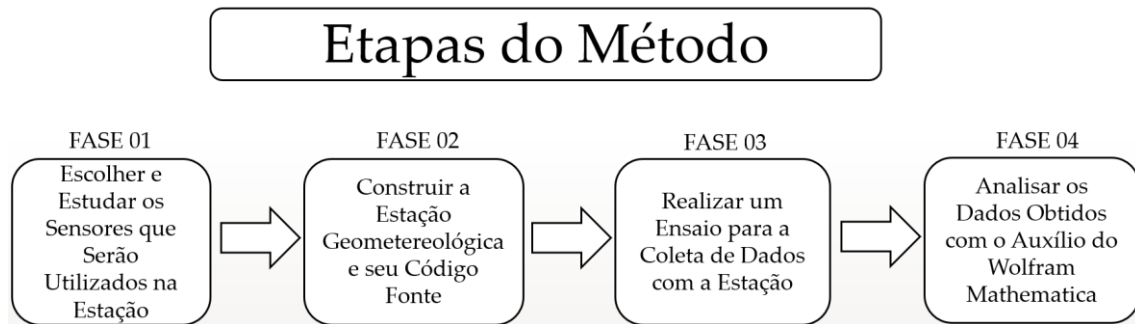 Etapas do Método
FASE 01
Escolher e
Estudar os
Sensores que
Serão
Utilizados na
Estação
FASE 02
Construir a
Estação
Geometereológica
e seu Código
Fonte
FASE 03
Realizar um
Ensaio para a
Coleta de Dados
com a Estação
FASE 04
Analisar os
Dados Obtidos
com o Auxílio do
Wolfram
Mathematica